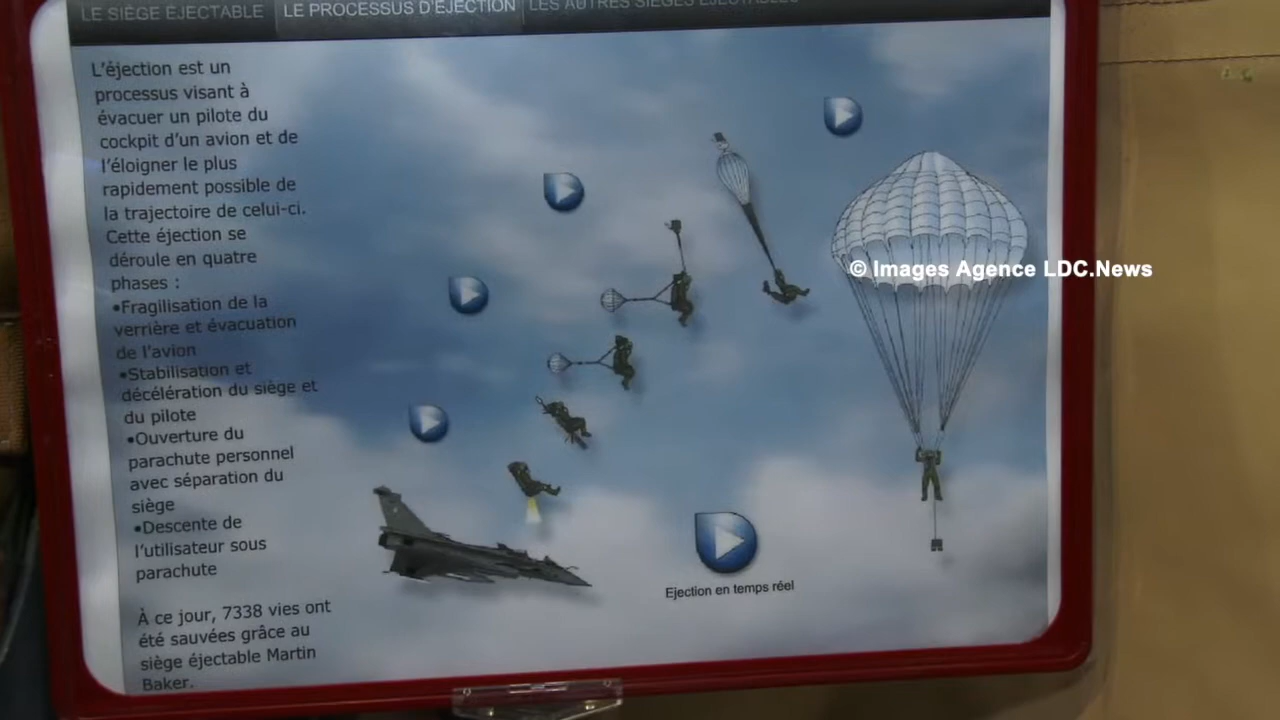 LE SIÈGE ÉJECTABLE
LE PROCESSUS D'ÉJECTION
LES AUTRES SIÈGES ÉJECTABLES
L'éjection est un
processus visant à
évacuer un pilote du
cockpit d'un avion et de
l'éloigner le plus
rapidement possible de
la trajectoire de celui-ci.
Cette éjection se
déroule en quatre
phases :
•Fragilisation de la
verrière et évacuation
de l'avion
•Stabilisation et
décélération du siège et
du pilote
•Ouverture du
parachute personnel
avec séparation du
siège
•Descente de
l'utilisateur sous
parachute
À ce jour, 7338 vies ont
été sauvées grâce au
siège éjectable Martin
Baker.
Ejection en temps réel
© Images Agence LDC.News